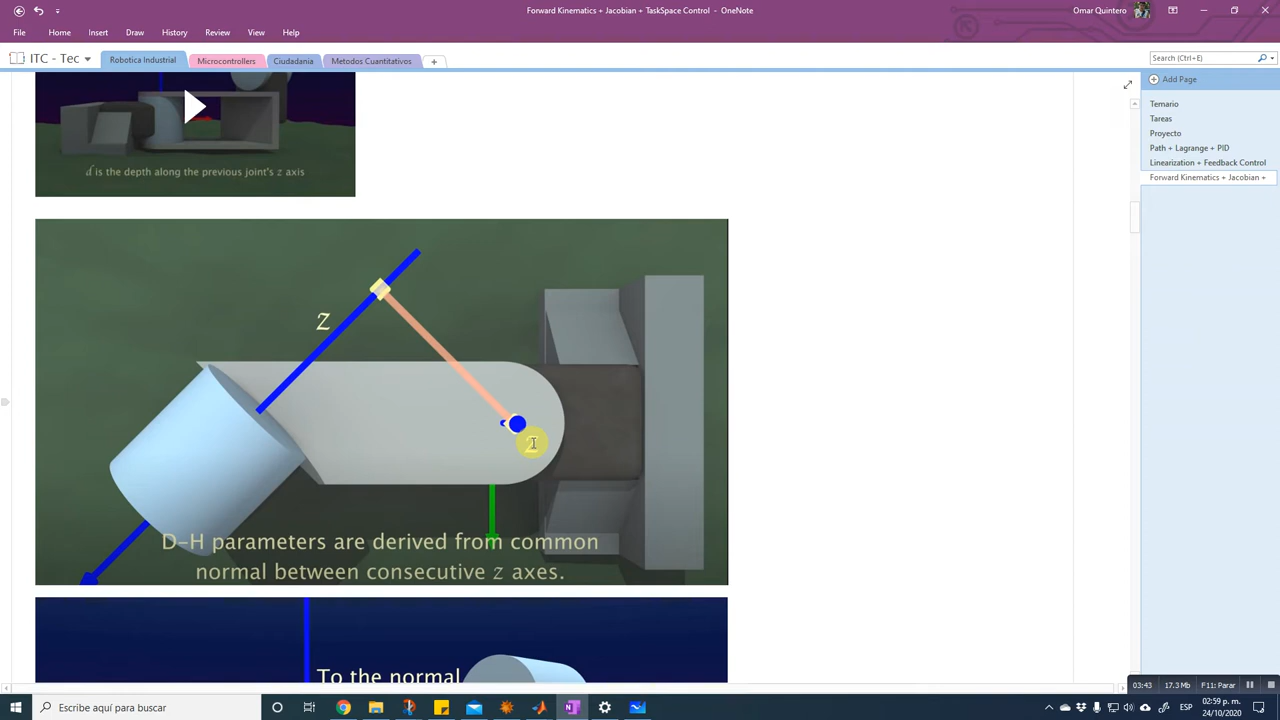 Forward Kinematics + Jacobian + TaskSpace Control - OneNote
Omar Quintero
File Home Insert Draw History Review View Help
ITC - Tec
Robotica Industrial
Microcontrollers
Ciudadania
Metodos Cuantitativos
Search (Ctrl+E)
Add Page
Temario
Tareas
Proyecto
Path + Lagrange + PID
Linearization + Feedback Control
Forward Kinematics + Jacobian +
d is the depth along the previous joint's z axis
z
z
D-H parameters are derived from common
normal between consecutive z axes.
To the normal
03:43 17.3 Mb F11: Parar
Escribe aquí para buscar
ESP
02:59 p. m.
24/10/2020